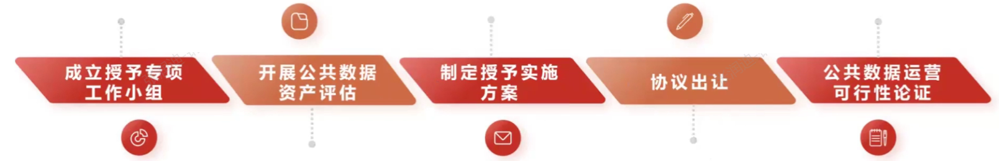 成立授予专项
工作小组
开展公共数据
资产评估
制定授予实施
方案
协议出让
公共数据运营
可行性论证